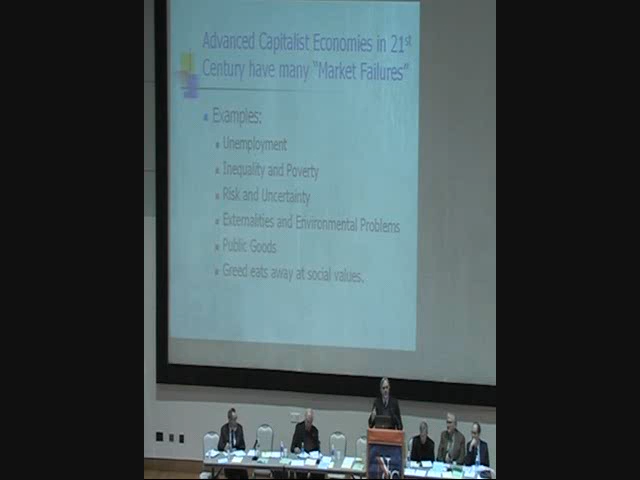 Advanced Capitalist Economies in 21st
Century have many "Market Failures"
Examples:
Unemployment
Inequality and Poverty
Risk and Uncertainty
Externalities and Environmental Problems
Public Goods
Greed eats away at social values.